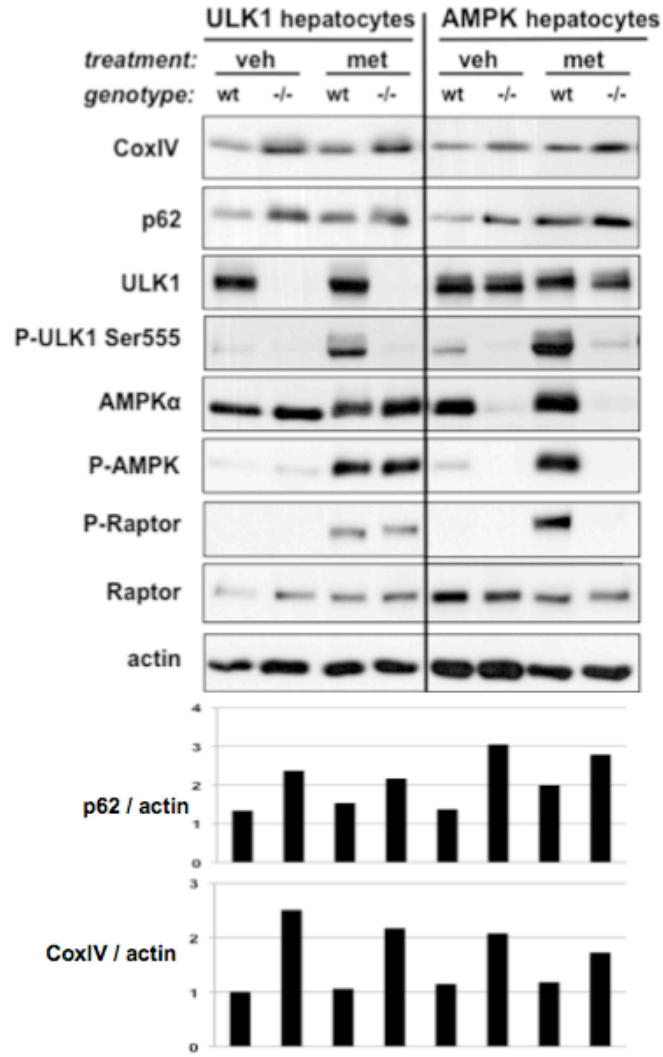 ULK1 hepatocytes AMPK hepatocytes
treatment: veh met veh met
genotype: wt -/- wt -/- wt -/- wt -/-
CoxIV
p62
ULK1
P-ULK1 Ser555
AMPKα
P-AMPK
P-Raptor
Raptor
actin
4
3
2
p62 / actin
1
0
3
2
CoxIV / actin
1
0